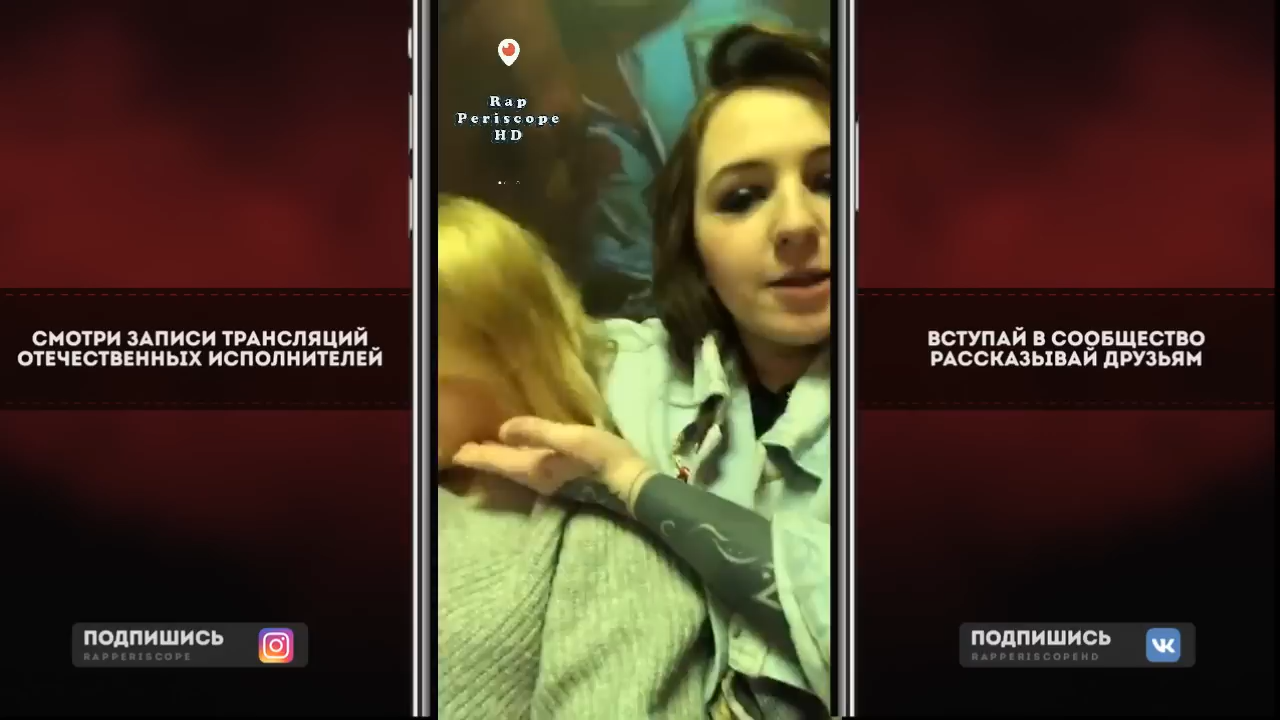 Rap
Periscope
HD
СМОТРИ ЗАПИСИ ТРАНСЛЯЦИЙ
ОТЕЧЕСТВЕННЫХ ИСПОЛНИТЕЛЕЙ
ВСТУПАЙ В СООБЩЕСТВО
РАССКАЗЫВАЙ ДРУЗЬЯМ
ПОДПИШИСЬ
RAPPERISCOPE
ПОДПИШИСЬ
RAPPERISCOPEHD